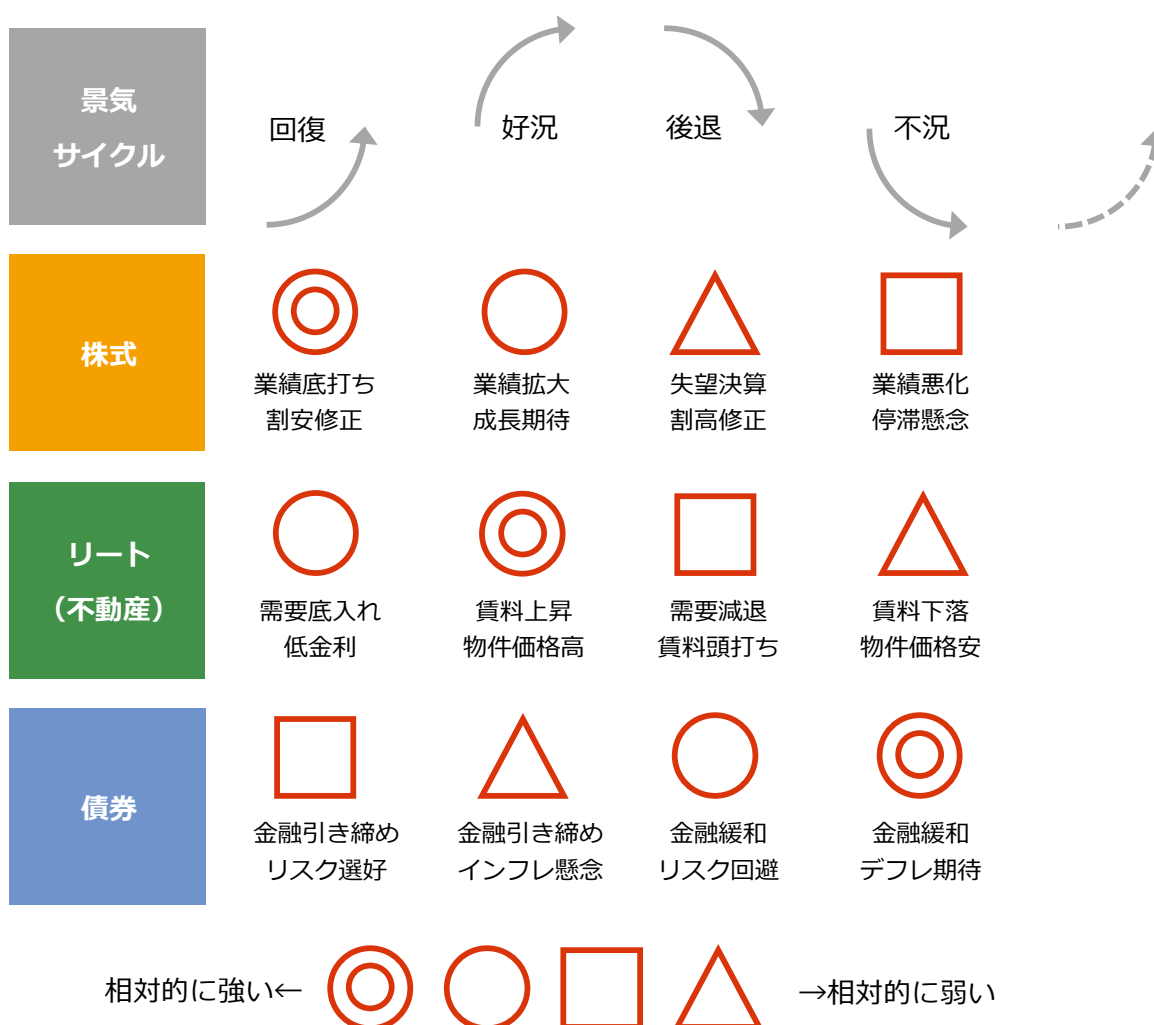 景気
サイクル
回復
好況
後退
不況
株式
業績底打ち
割安修正
業績拡大
成長期待
失望決算
割高修正
業績悪化
停滞懸念
リート
（不動産）
需要底入れ
低金利
賃料上昇
物件価格高
需要減退
賃料頭打ち
賃料下落
物件価格安
債券
金融引き締め
リスク選好
金融引き締め
インフレ懸念
金融緩和
リスク回避
金融緩和
デフレ期待
相対的に強い←
→相対的に弱い